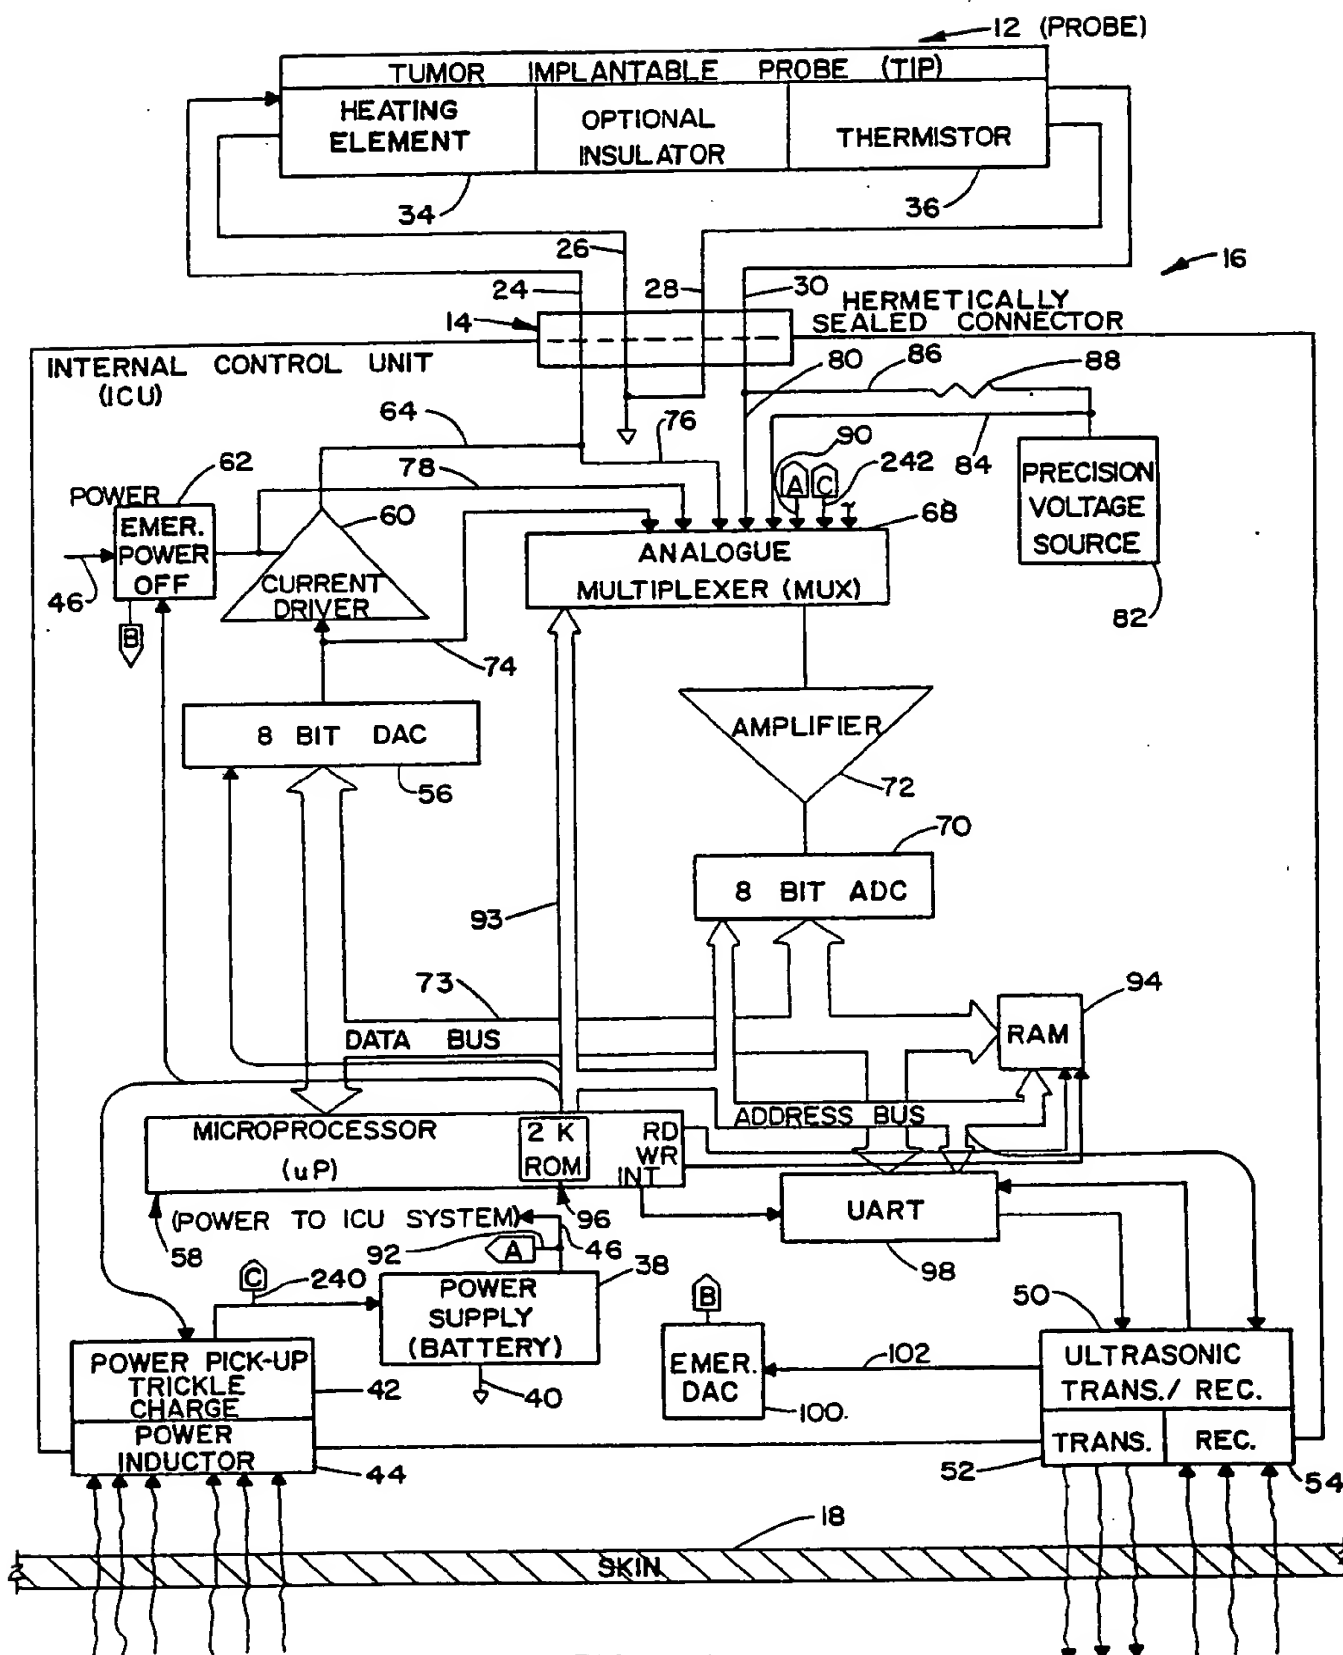 12 (PROBE)
TUMOR IMPLANTABLE PROBE (TIP)
HEATING
ELEMENT
OPTIONAL
INSULATOR
THERMISTOR
34
36
26
16
24
28
30
14
HERMETICALLY
SEALED CONNECTOR
INTERNAL CONTROL UNIT
(ICU)
80
86
88
64
76
90
242
84
62
78
A
C
POWER
60
68
PRECISION
VOLTAGE
SOURCE
EMER.
POWER
OFF
ANALOGUE
MULTIPLEXER (MUX)
CURRENT
DRIVER
46
82
B
74
8 BIT DAC
AMPLIFIER
56
72
70
8 BIT ADC
93
73
94
DATA BUS
RAM
ADDRESS BUS
MICROPROCESSOR
(uP)
2 K
ROM
RD
WR
INT
UART
(POWER TO ICU SYSTEM)
96
58
92
A
46
98
C
240
38
POWER
SUPPLY
(BATTERY)
B
50
EMER.
DAC
102
ULTRASONIC
TRANS./ REC.
POWER PICK-UP
TRICKLE
CHARGE
42
40
100.
POWER
INDUCTOR
44
TRANS.
REC.
52
54
18
SKIN